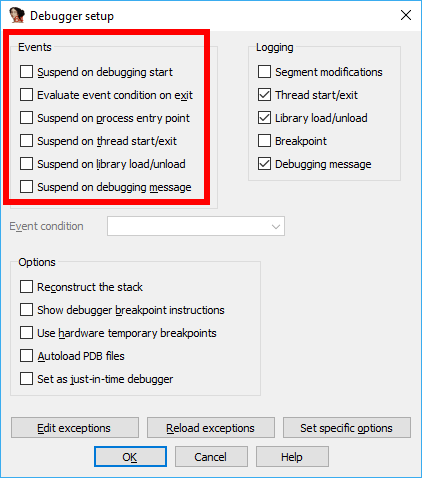 Debugger setup
Events
Suspend on debugging start
Evaluate event condition on exit
Suspend on process entry point
Suspend on thread start/exit
Suspend on library load/unload
Suspend on debugging message
Logging
Segment modifications
Thread start/exit
Library load/unload
Breakpoint
Debugging message
Event condition
Options
Reconstruct the stack
Show debugger breakpoint instructions
Use hardware temporary breakpoints
Autoload PDB files
Set as just-in-time debugger
Edit exceptions
Reload exceptions
Set specific options
OK
Cancel
Help